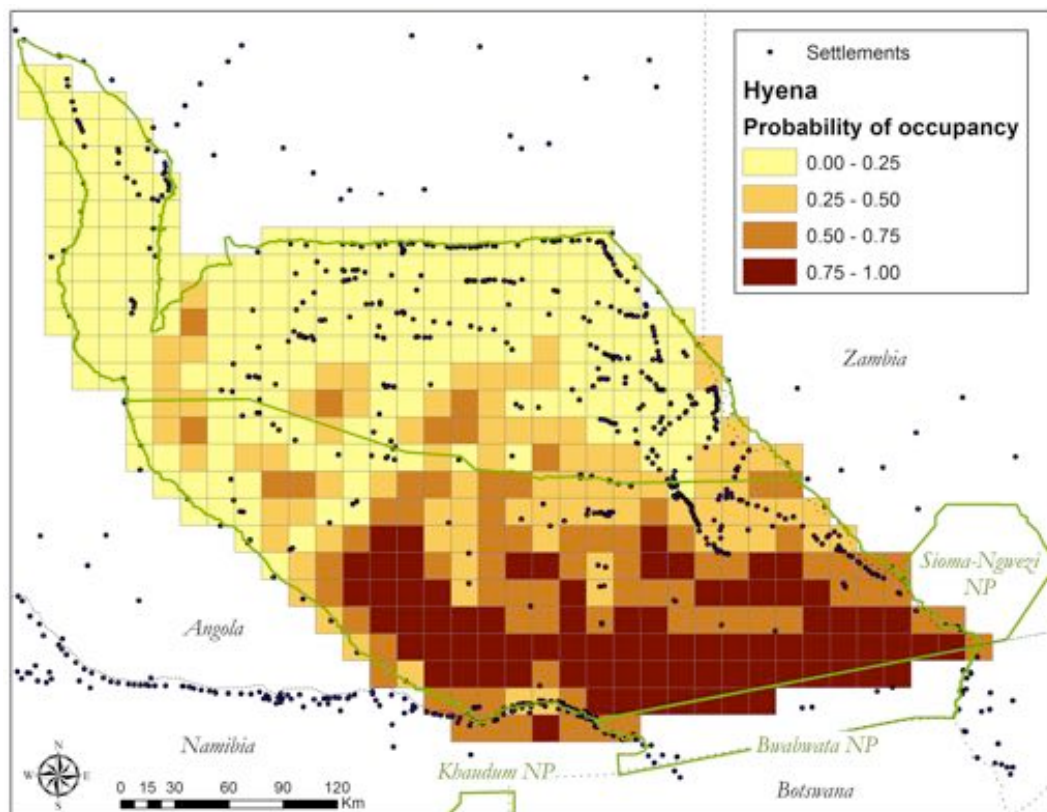 Settlements
Hyena
Probability of occupancy
0.00 - 0.25
0.25 - 0.50
0.50 - 0.75
0.75 - 1.00
Zambia
Sioma-Ngwezi
NP
Angola
Namibia
Khaudum NP
Bwabwata NP
Botswana
N
W E
S
0 15 30 60 90 120
Km